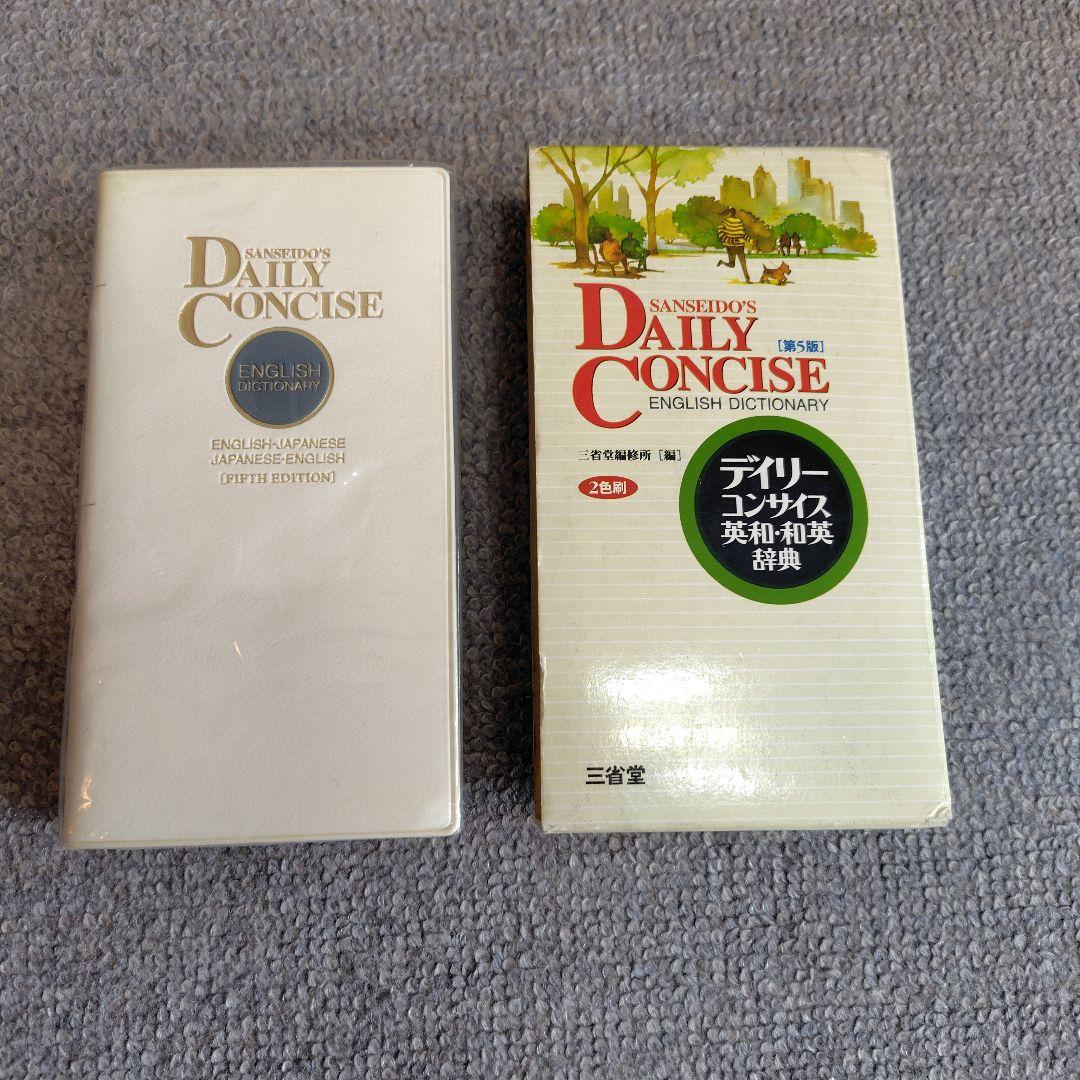 SANSEIDO'S
DAILY
CONCISE
ENGLISH
DICTIONARY
ENGLISH-JAPANESE
JAPANESE-ENGLISH
[FIFTH EDITION]
SANSEIDO'S
DAILY
[第5版]
CONCISE
ENGLISH DICTIONARY
三省堂編修所［編］
2色刷
デイリー
コンサイス
英和・和英
辞典
三省堂